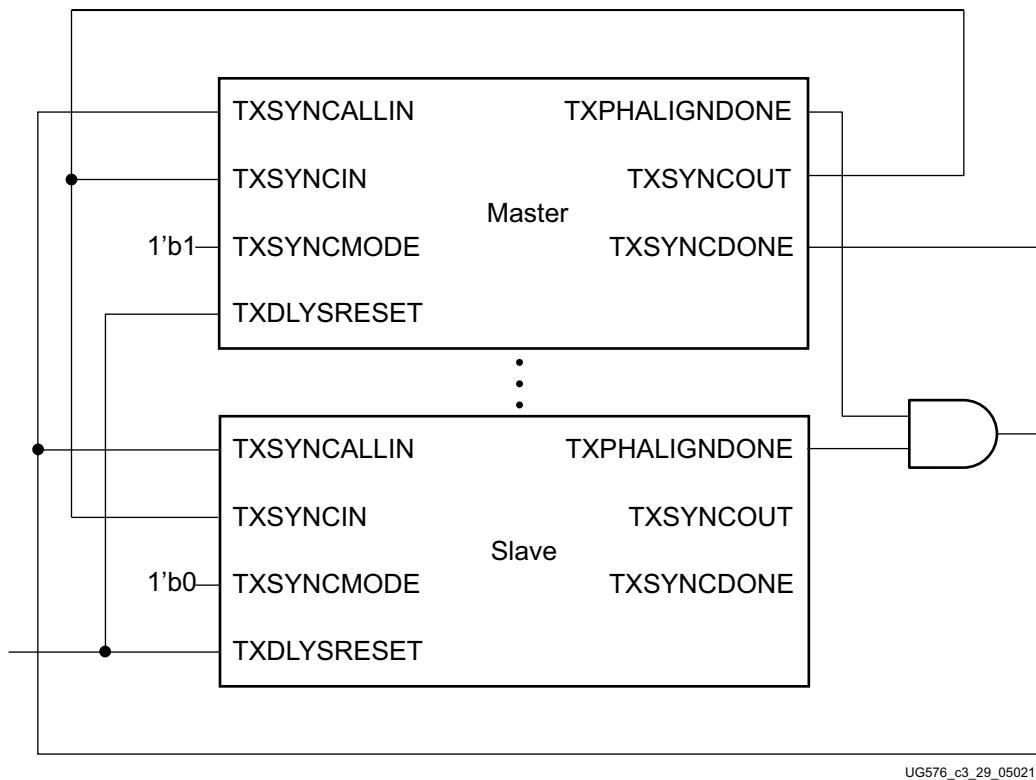 TXSYNCALLIN TXPHALIGNDONE
TXSYNCIN TXSYNCOUT
Master
1'b1 TXSYNCMODE TXSYNCDONE
TXDLYSRESET
TXSYNCALLIN TXPHALIGNDONE
TXSYNCIN TXSYNCOUT
Slave
1'b0 TXSYNCMODE TXSYNCDONE
TXDLYSRESET
UG576_c3_29_05021